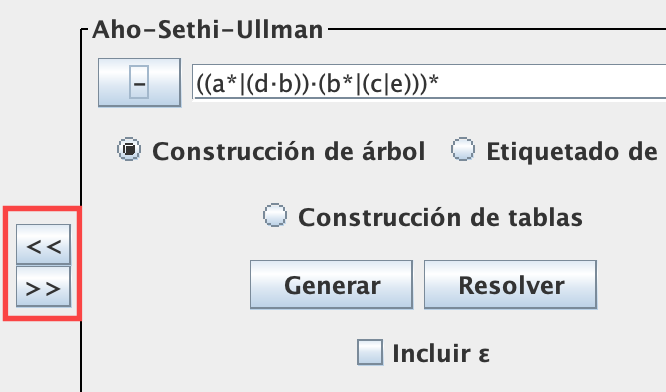 Aho-Sethi-Ullman
-
((a*|(d·b))·(b*|(c|e)))*
Construcción de árbol
Etiquetado de
Construcción de tablas
<<
>>
Generar
Resolver
Incluir ε